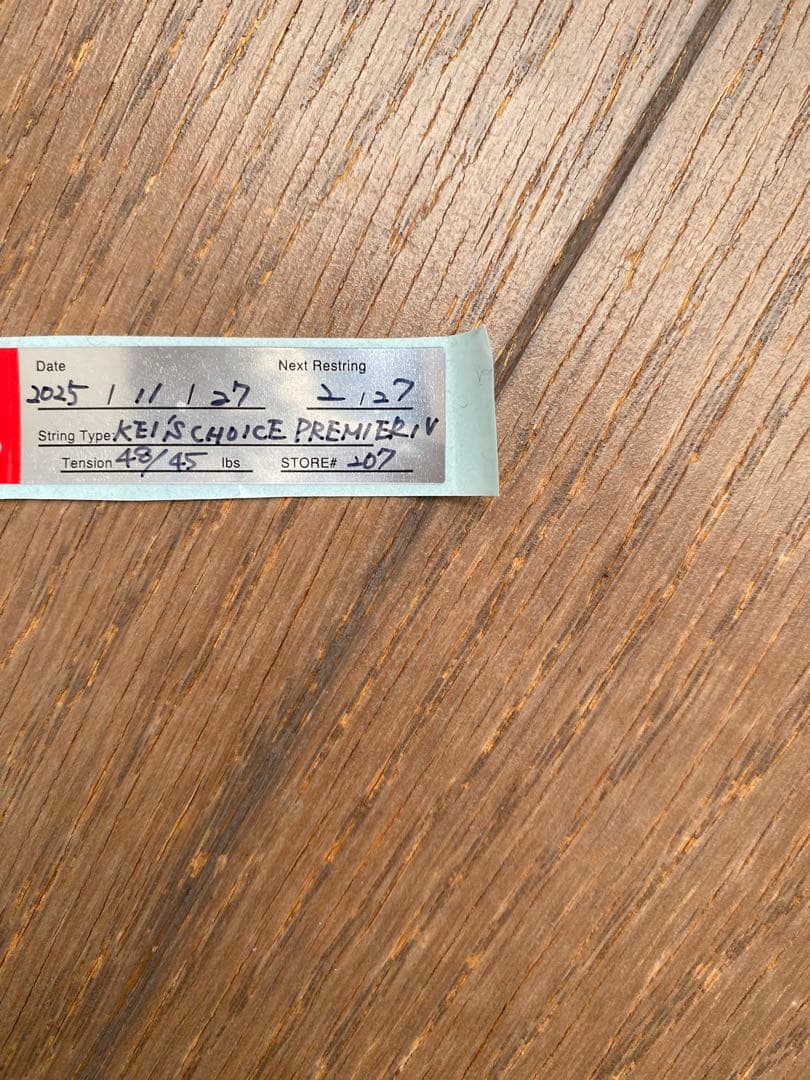 Date Next Restring
2025 / 11 / 27 2 / 27
String Type KEI'S CHOICE PREMIER IV
Tension 48/45 lbs STORE# 207